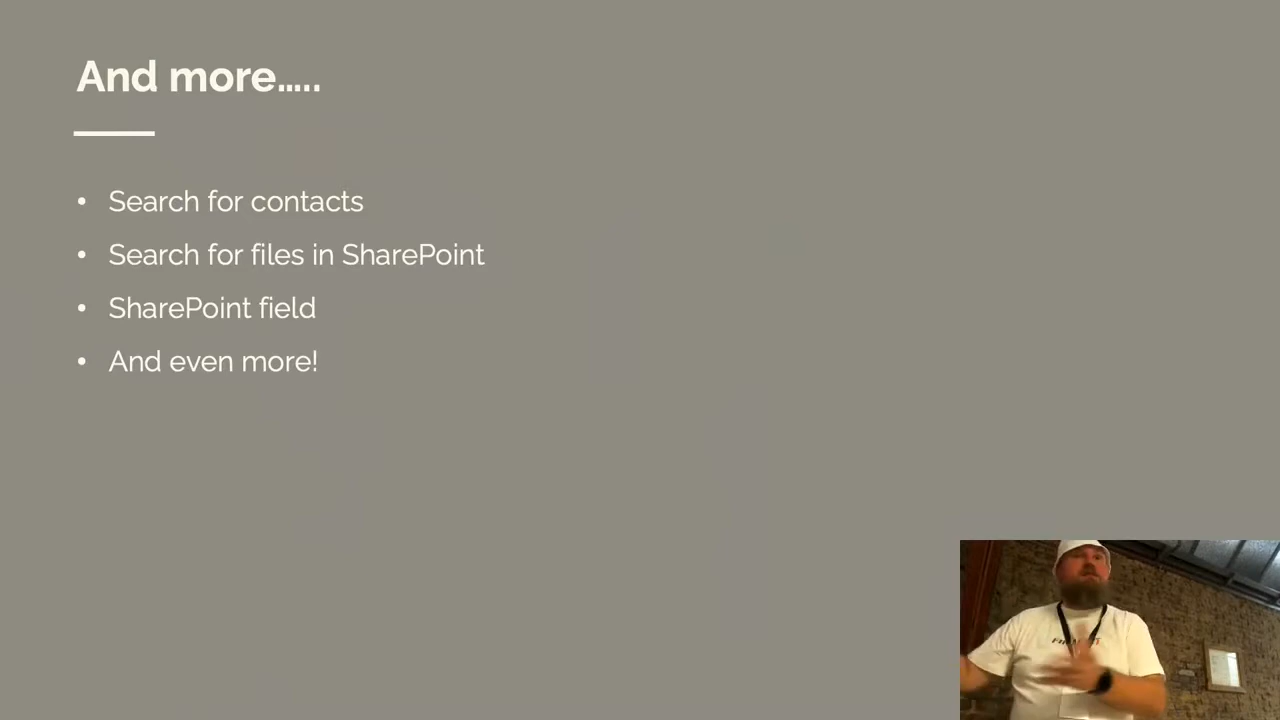 And more.....
• Search for contacts
• Search for files in SharePoint
• SharePoint field
• And even more!